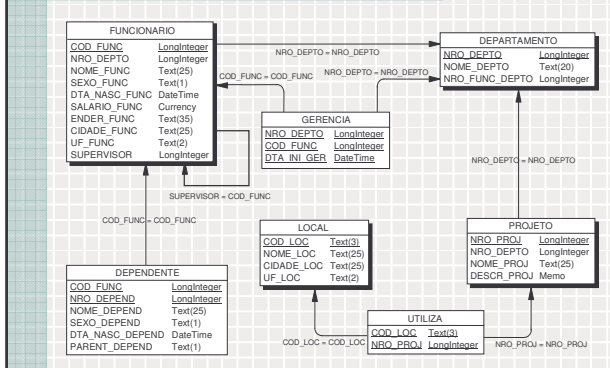 FUNCIONARIO
COD_FUNC LongInteger
NRO_DEPTO LongInteger
NOME_FUNC Text(25)
SEXO_FUNC Text(1)
DTA_NASC_FUNC DateTime
SALARIO_FUNC Currency
ENDER_FUNC Text(35)
CIDADE_FUNC Text(25)
UF_FUNC Text(2)
SUPERVISOR LongInteger
NRO_DEPTO = NRO_DEPTO
DEPARTAMENTO
NRO_DEPTO LongInteger
NOME_DEPTO Text(20)
NRO_FUNC_DEPTO LongInteger
COD_FUNC = COD_FUNC
NRO_DEPTO = NRO_DEPTO
GERENCIA
NRO_DEPTO LongInteger
COD_FUNC LongInteger
DTA_INI_GER DateTime
NRO_DEPTO = NRO_DEPTO
SUPERVISOR = COD_FUNC
COD_FUNC = COD_FUNC
LOCAL
COD_LOC Text(3)
NOME_LOC Text(25)
CIDADE_LOC Text(25)
UF_LOC Text(2)
PROJETO
NRO_PROJ LongInteger
NRO_DEPTO LongInteger
NOME_PROJ Text(25)
DESCR_PROJ Memo
DEPENDENTE
COD_FUNC LongInteger
NRO_DEPEND LongInteger
NOME_DEPEND Text(25)
SEXO_DEPEND Text(1)
DTA_NASC_DEPEND DateTime
PARENT_DEPEND Text(1)
UTILIZA
COD_LOC Text(3)
NRO_PROJ LongInteger
COD_LOC = COD_LOC
NRO_PROJ = NRO_PROJ